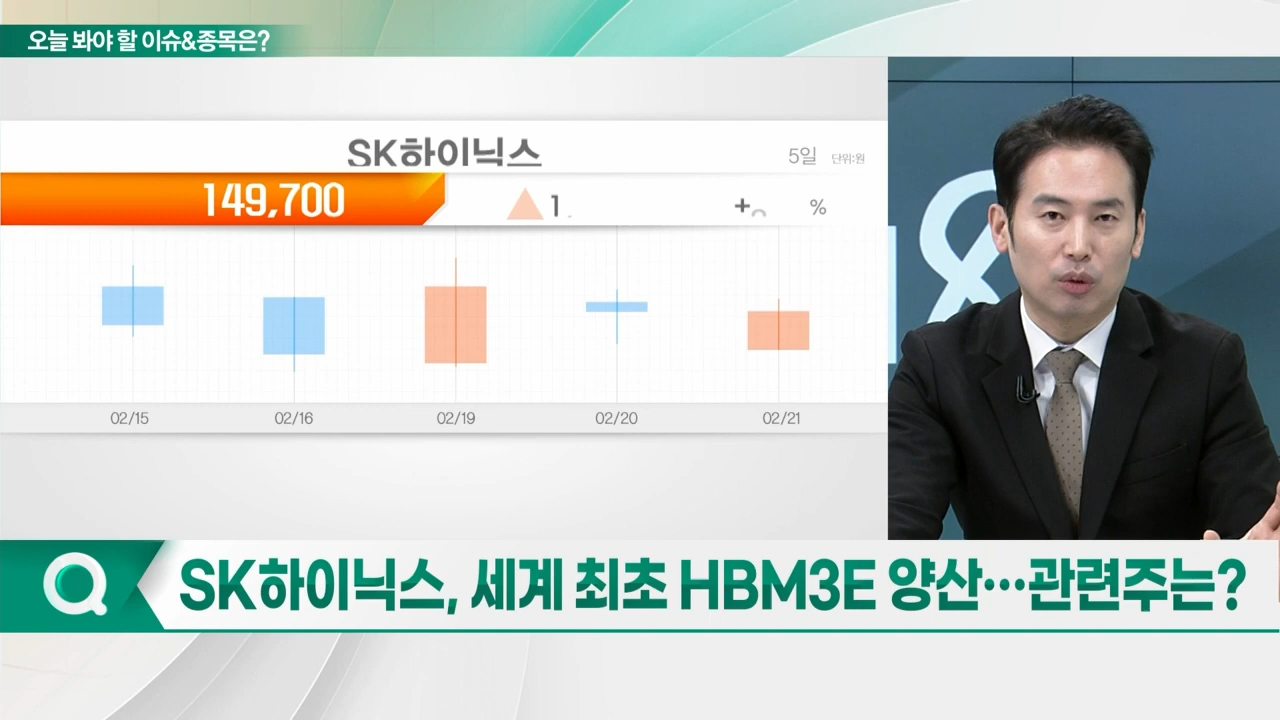 오늘 봐야 할 이슈&종목은?
SK하이닉스
5일 단위:원
149,700 1 + %
02/15 02/16 02/19 02/20 02/21
SK하이닉스, 세계 최초 HBM3E 양산…관련주는?